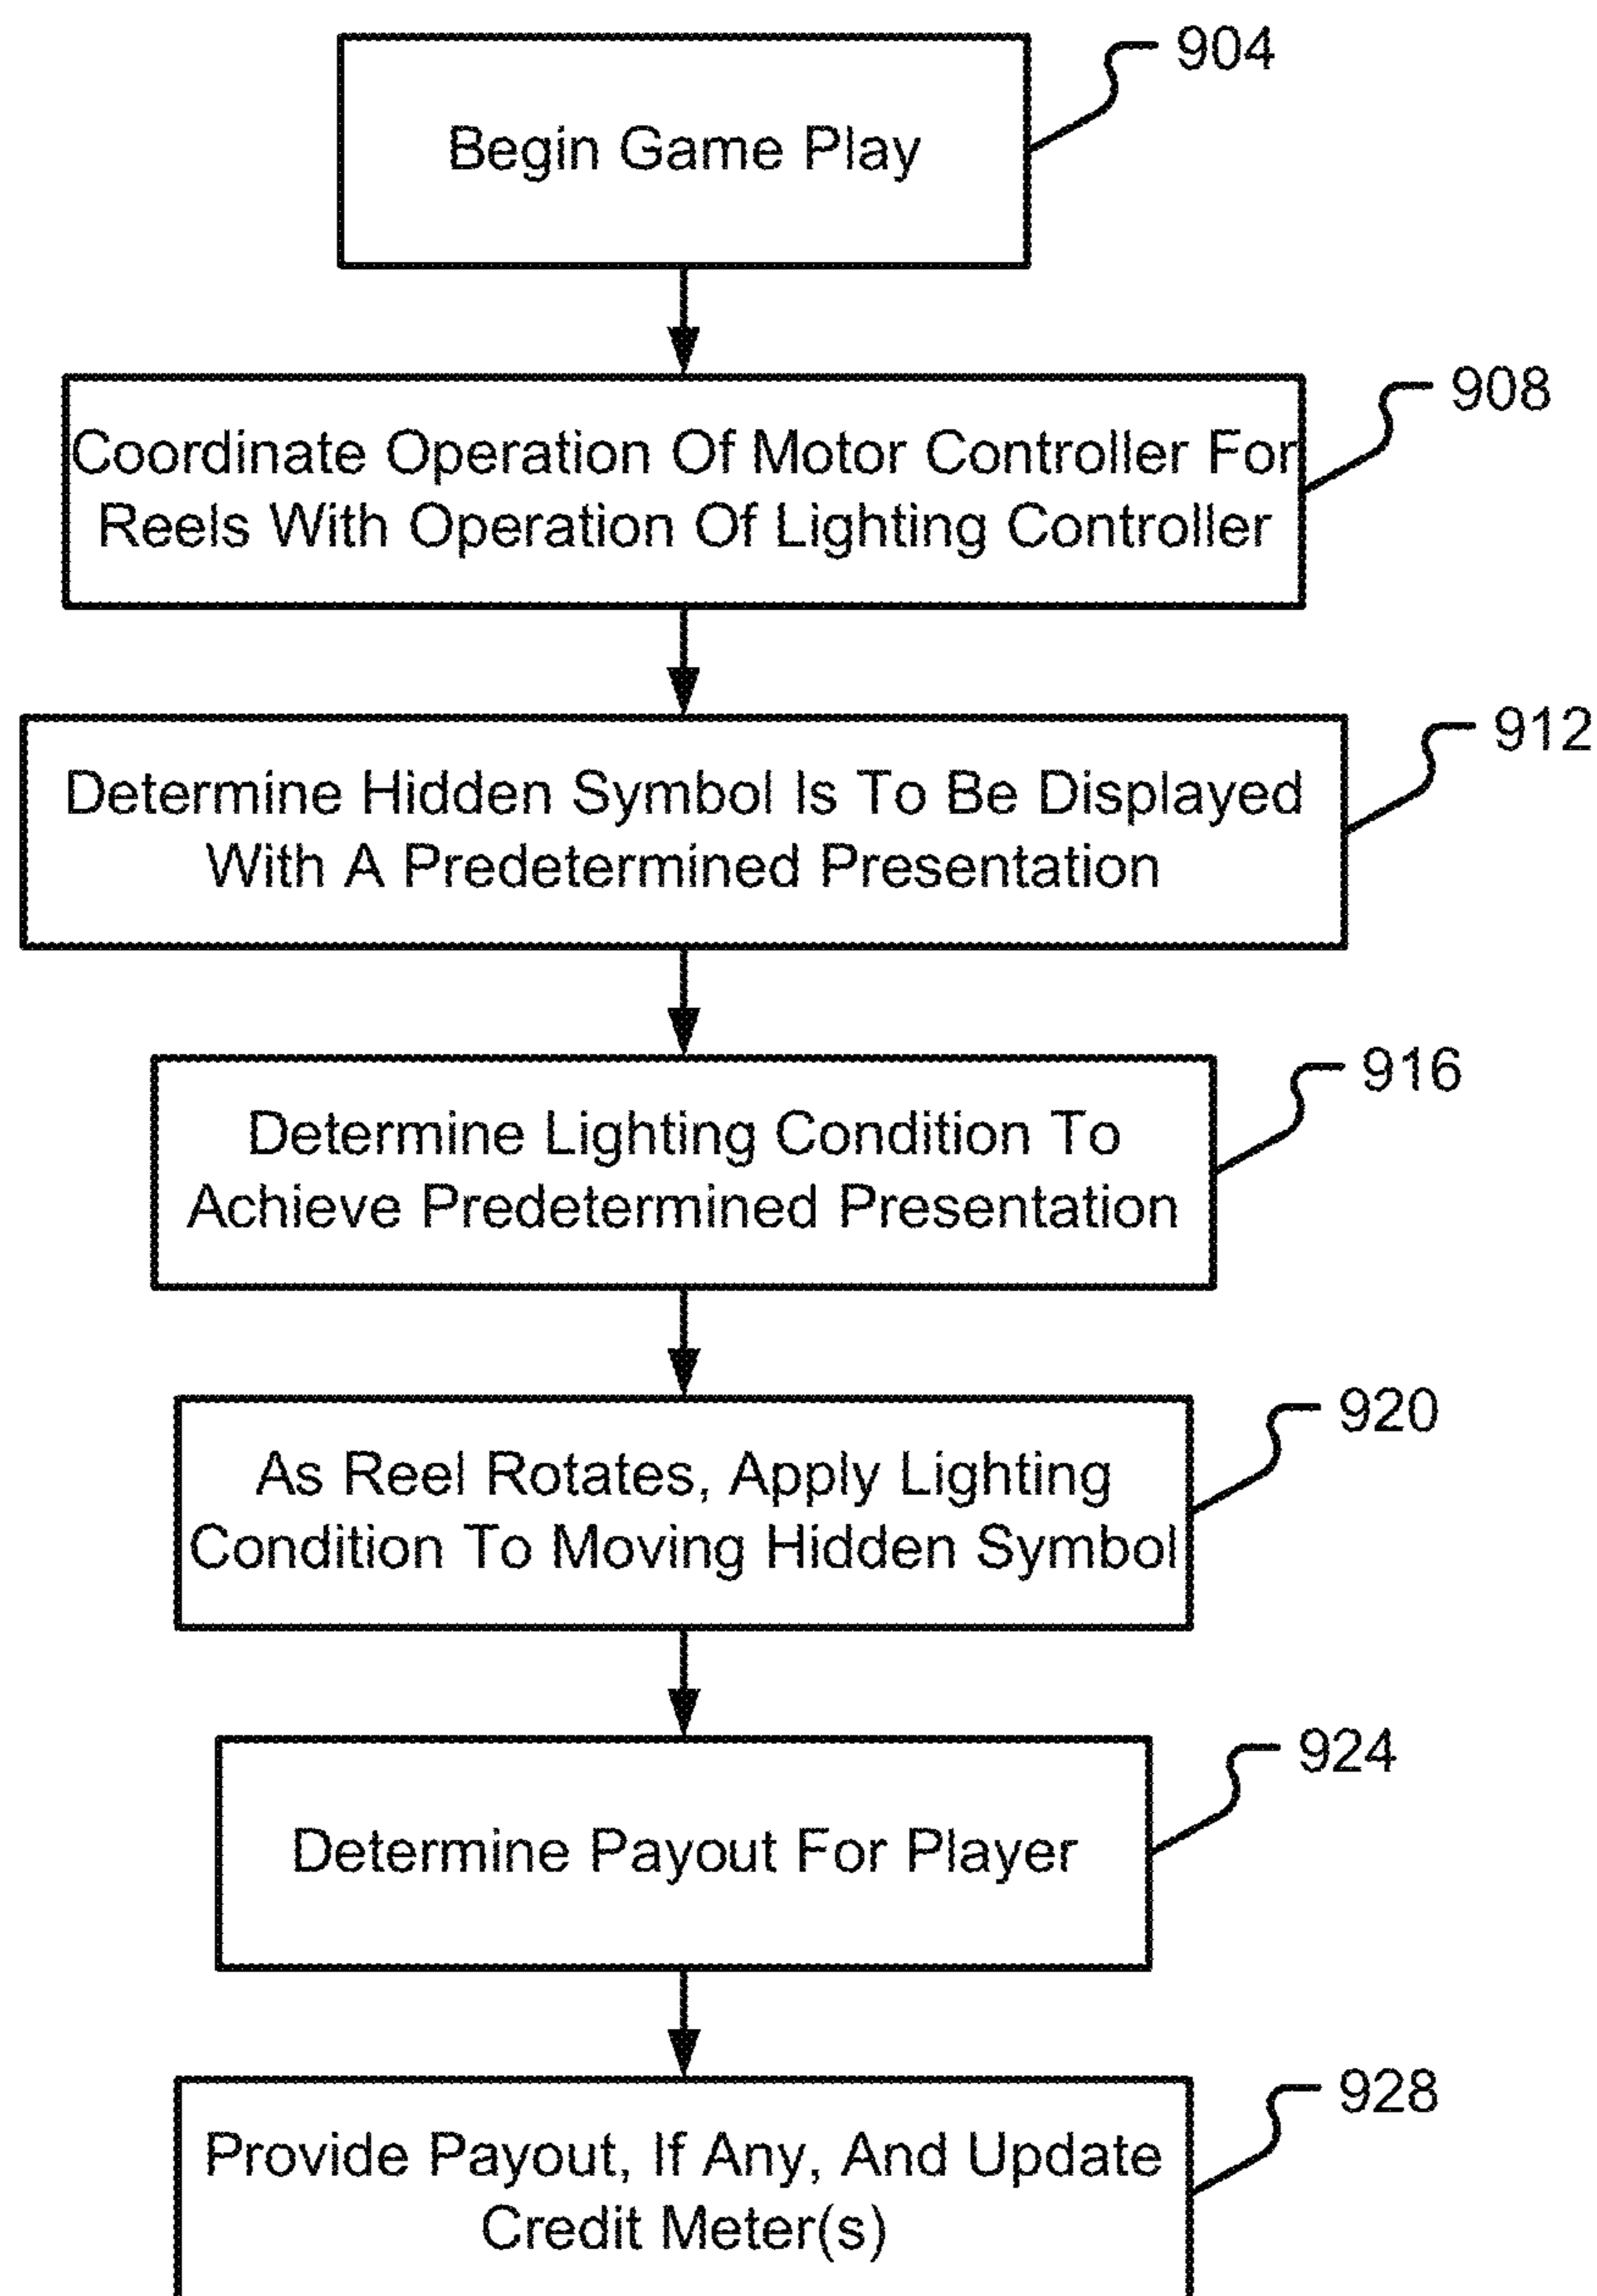 904
Begin Game Play
908
Coordinate Operation Of Motor Controller For
Reels With Operation Of Lighting Controller
912
Determine Hidden Symbol Is To Be Displayed
With A Predetermined Presentation
916
Determine Lighting Condition To
Achieve Predetermined Presentation
920
As Reel Rotates, Apply Lighting
Condition To Moving Hidden Symbol
924
Determine Payout For Player
928
Provide Payout, If Any, And Update
Credit Meter(s)